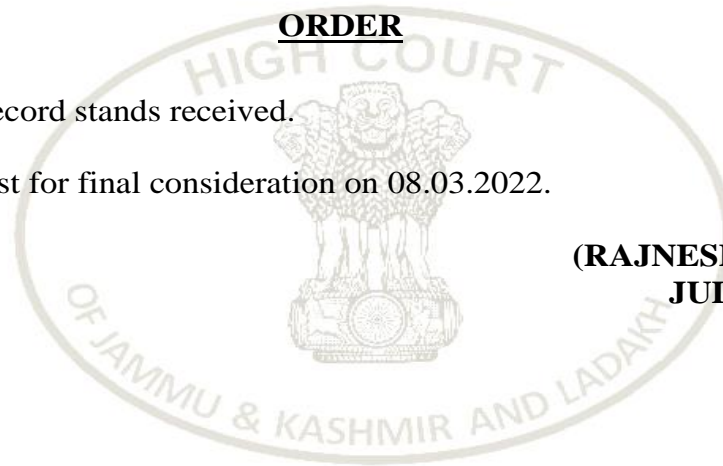 ORDER
HIGH COURT
ecord stands received.
st for final consideration on 08.03.2022.
(RAJNES
JU
OF JAMMU & KASHMIR AND LADAKH